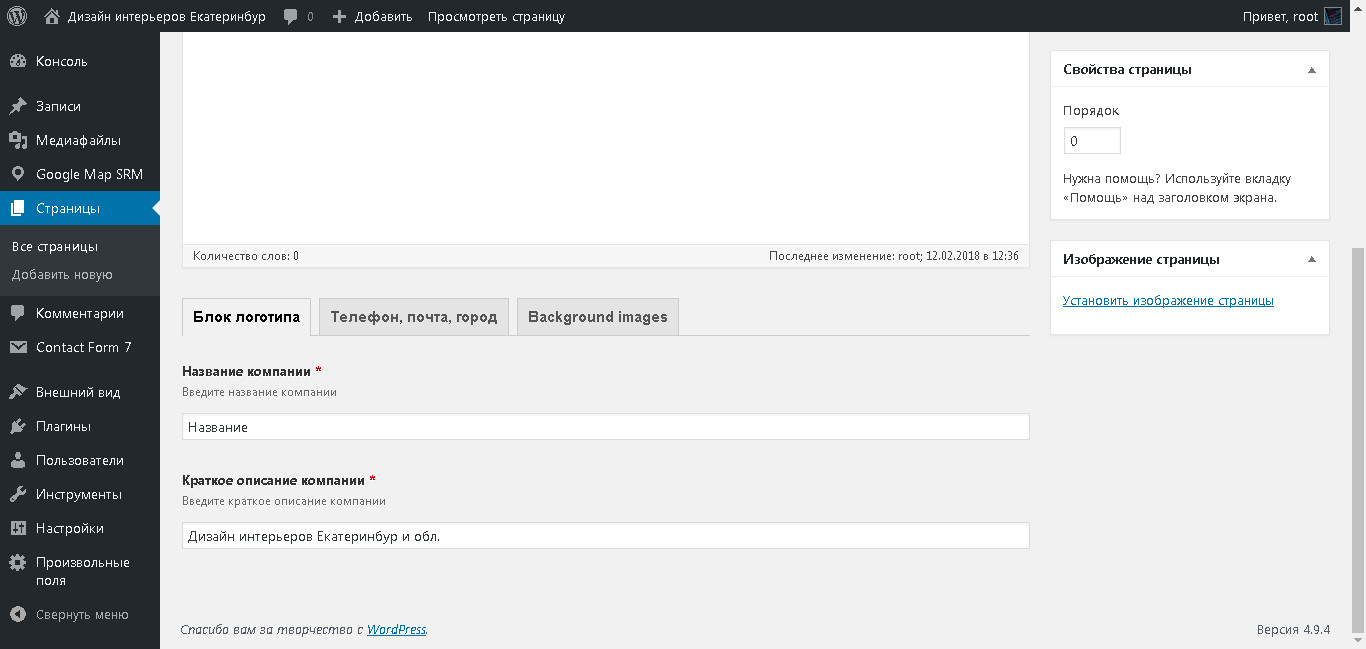 Дизайн интерьеров Екатеринбур 0 Добавить Просмотреть страницу Привет, root
Консоль
Записи
Медиафайлы
Google Map SRM
Страницы
Все страницы
Добавить новую
Комментарии
Contact Form 7
Внешний вид
Плагины
Пользователи
Инструменты
Настройки
Произвольные
поля
Свернуть меню
Количество слов: 0 Последнее изменение: root; 12.02.2018 в 12:36
Блок логотипа Телефон, почта, город Background images
Название компании *
Введите название компании
Название
Краткое описание компании *
Введите краткое описание компании
Дизайн интерьеров Екатеринбур и обл.
Спасибо вам за творчество с WordPress. Версия 4.9.4
Свойства страницы
Порядок
0
Нужна помощь? Используйте вкладку
«Помощь» над заголовком экрана.
Изображение страницы
Установить изображение страницы